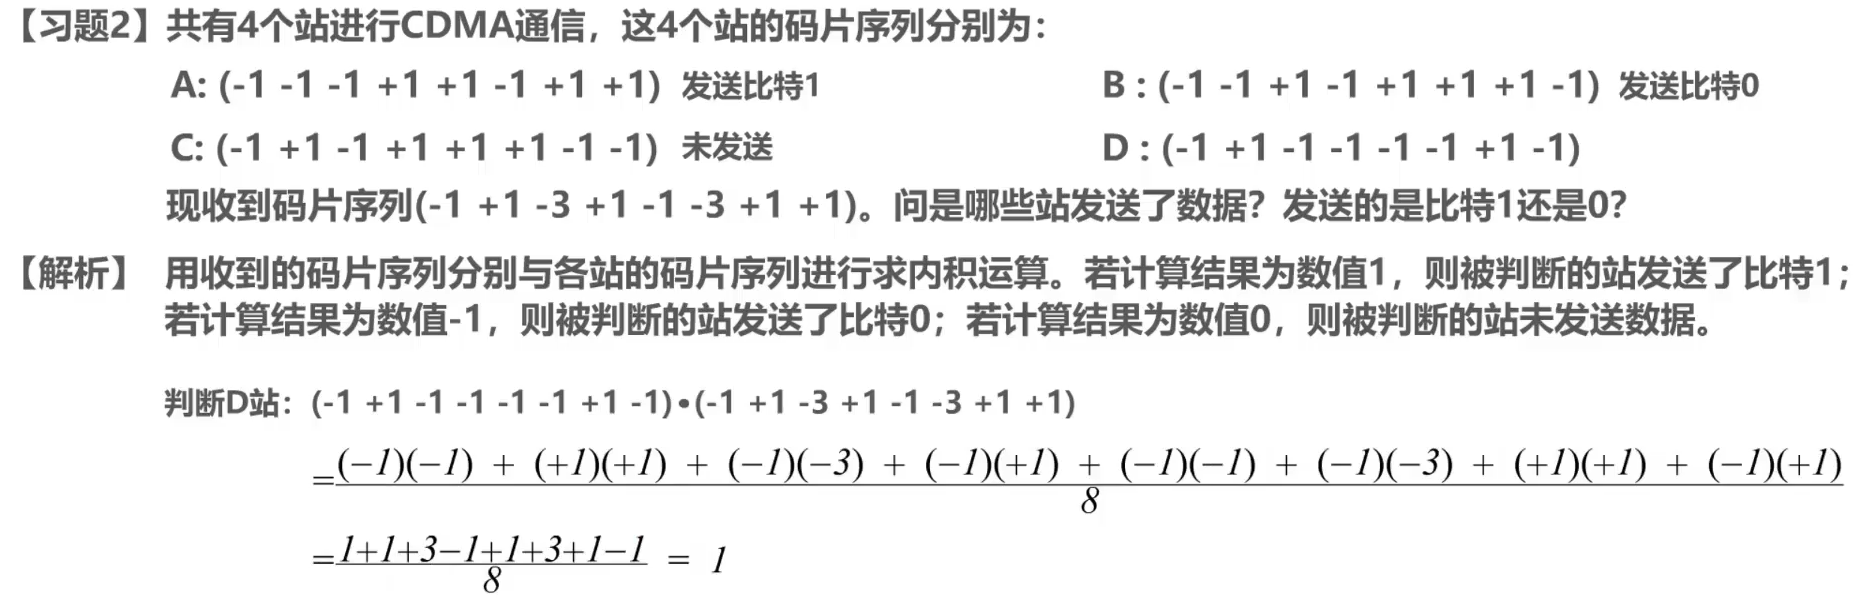 【习题2】共有4个站进行CDMA通信，这4个站的码片序列分别为：
A: (-1 -1 -1 +1 +1 -1 +1 +1) 发送比特1 B : (-1 -1 +1 -1 +1 +1 +1 -1) 发送比特0
C: (-1 +1 -1 +1 +1 +1 -1 -1) 未发送 D : (-1 +1 -1 -1 -1 -1 +1 -1)
现收到码片序列(-1 +1 -3 +1 -1 -3 +1 +1)。问是哪些站发送了数据？发送的是比特1还是0？
【解析】 用收到的码片序列分别与各站的码片序列进行求内积运算。若计算结果为数值1，则被判断的站发送了比特1；
若计算结果为数值-1，则被判断的站发送了比特0；若计算结果为数值0，则被判断的站未发送数据。
判断D站：(-1 +1 -1 -1 -1 -1 +1 -1)•(-1 +1 -3 +1 -1 -3 +1 +1)
=(−1)(−1) + (+1)(+1) + (−1)(−3) + (−1)(+1) + (−1)(−1) + (−1)(−3) + (+1)(+1) + (−1)(+1)
8
=1+1+3−1+1+3+1−1 = 1
8